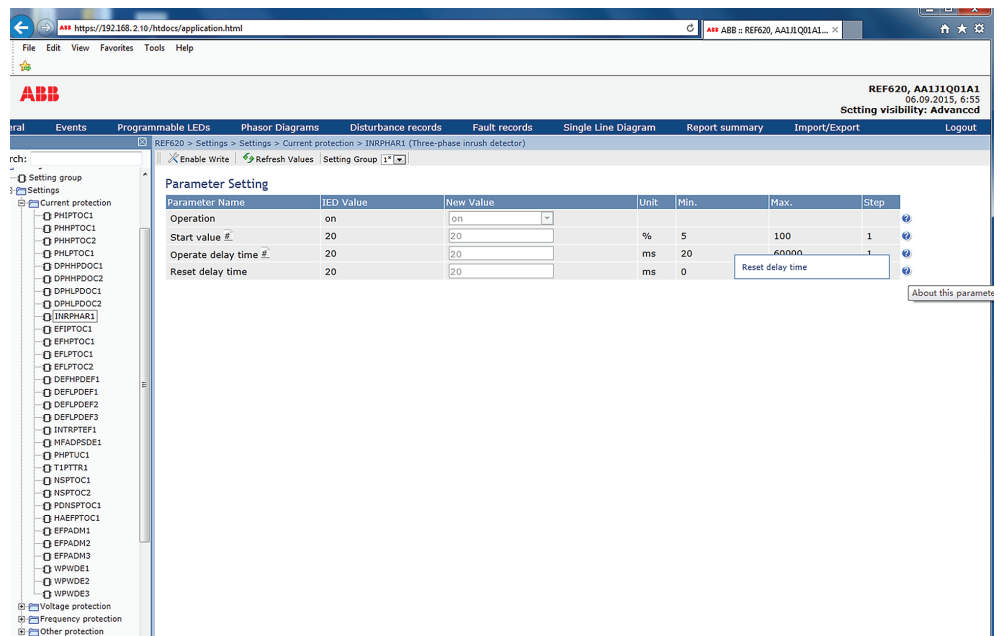 https://192.168.2.10/htdocs/application.html
ABB :: REF620, AA1J1Q01A1...
File Edit View Favorites Tools Help
ABB
REF620, AA1J1Q01A1
06.09.2015, 6:55
Setting visibility: Advanced
eral Events Programmable LEDs Phasor Diagrams Disturbance records Fault records Single Line Diagram Report summary Import/Export Logout
REF620 > Settings > Settings > Current protection > INRPHAR1 (Three-phase inrush detector)
rch:
Enable Write Refresh Values Setting Group 1*
Setting group
Settings
Current protection
PHIPTOC1
PHHPTOC1
PHHPTOC2
PHLPTOC1
DPHHPDOC1
DPHHPDOC2
DPHLPDOC1
DPHLPDOC2
INRPHAR1
EFIPTOC1
EFHPTOC1
EFLPTOC1
EFLPTOC2
DEFHPDEF1
DEFLPDEF1
DEFLPDEF2
DEFLPDEF3
INTRPTEF1
MFADPSDE1
PHPTUC1
T1PTTR1
NSPTOC1
NSPTOC2
PDNSPTOC1
HAEFPTOC1
EFPADM1
EFPADM2
EFPADM3
WPWDE1
WPWDE2
WPWDE3
Voltage protection
Frequency protection
Other protection
Parameter Setting
Parameter Name IED Value New Value Unit Min. Max. Step
Operation on on
Start value # 20 20 % 5 100 1
Operate delay time # 20 20 ms 20 60000 1
Reset delay time 20 20 ms 0
Reset delay time
About this paramete